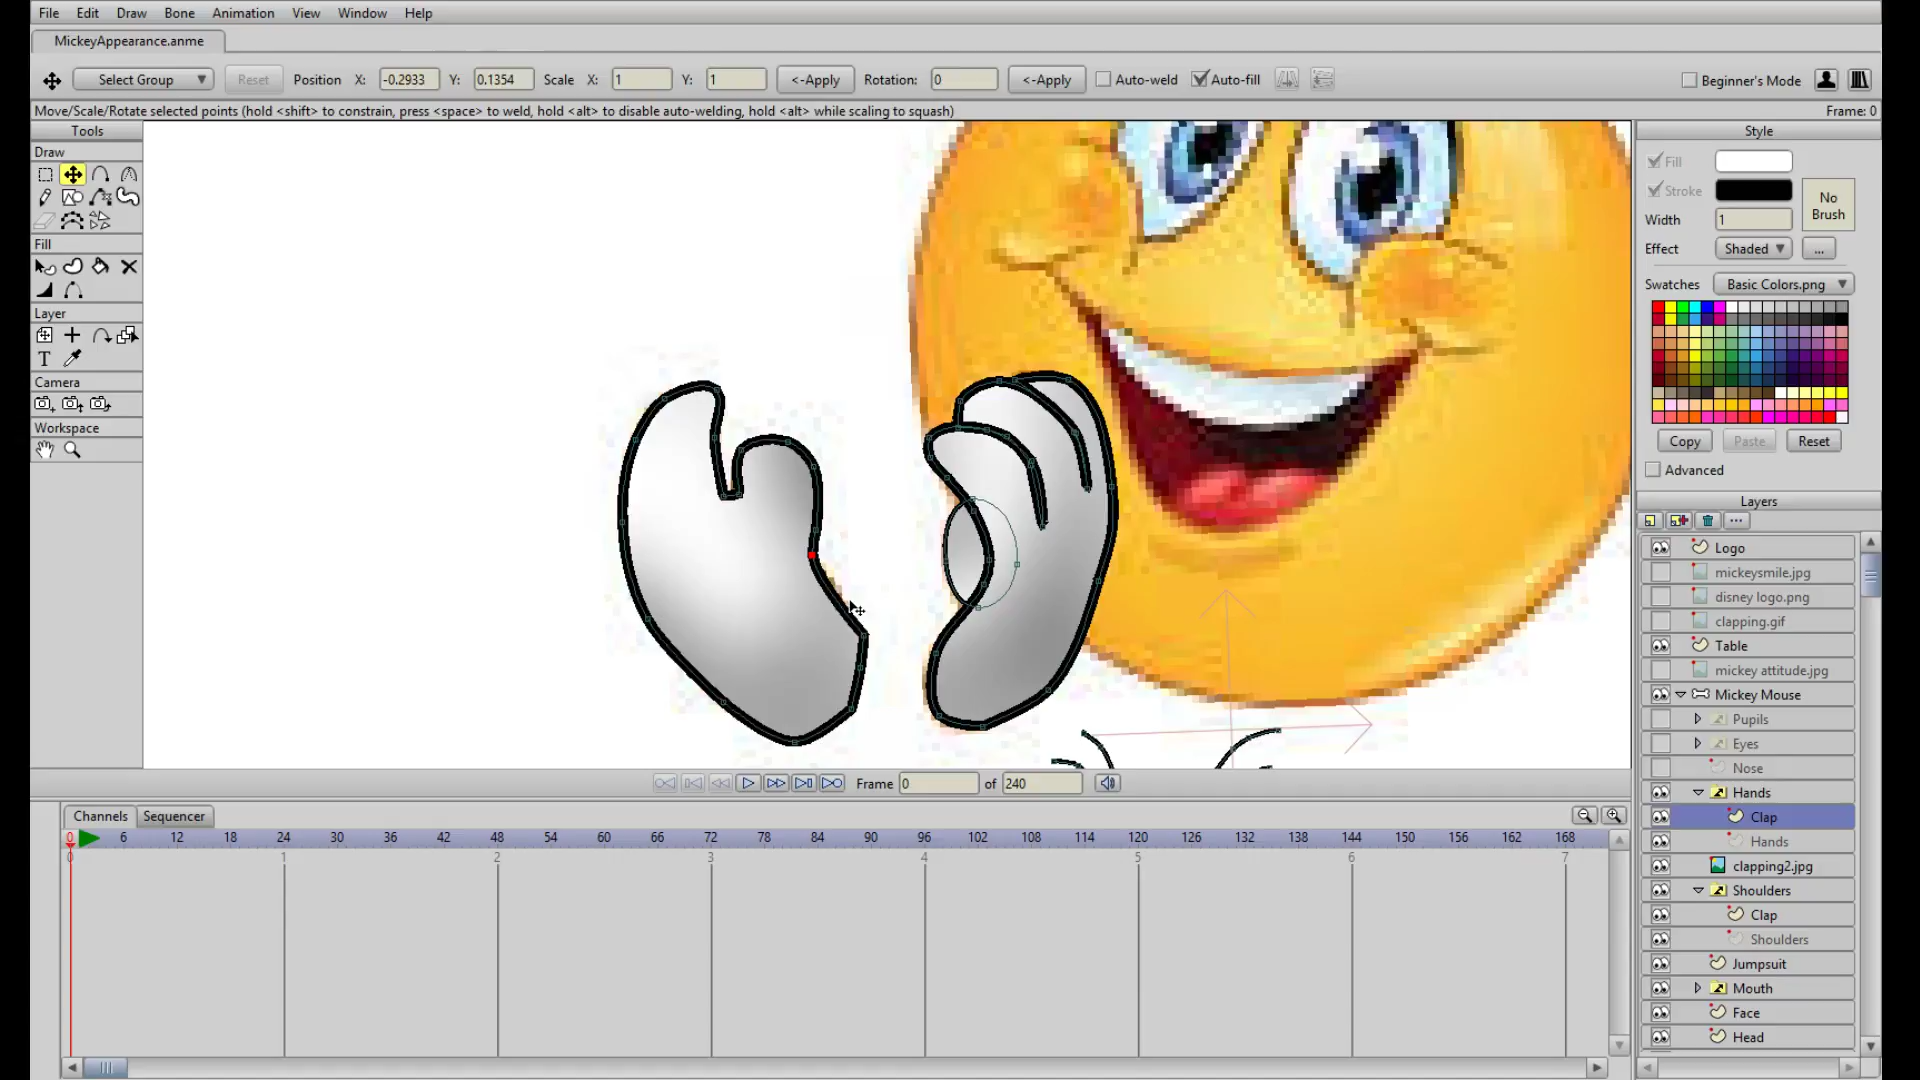 File Edit Draw Bone Animation View Window Help
MickeyAppearance.anme
Select Group Reset Position X: -0.2933 Y: 0.1354 Scale X: 1 Y: 1 <-Apply Rotation: 0 <-Apply Auto-weld Auto-fill Beginner's Mode
Move/Scale/Rotate selected points (hold <shift> to constrain, press <space> to weld, hold <alt> to disable auto-welding, hold <alt> while scaling to squash) Frame: 0
Tools
Draw
Fill
Layer
T
Camera
Workspace
Style
Fill
Stroke
No
Brush
Width 1
Effect Shaded ...
Swatches Basic Colors.png
Copy Paste Reset
Advanced
Layers
...
Logo
mickeysmile.jpg
disney logo.png
clapping.gif
Table
mickey attitude.jpg
Mickey Mouse
Pupils
Eyes
Nose
Hands
Clap
Hands
clapping2.jpg
Shoulders
Clap
Shoulders
Jumpsuit
Mouth
Face
Head
Frame 0 of 240
Channels Sequencer
0 6 12 18 24 30 36 42 48 54 60 66 72 78 84 90 96 102 108 114 120 126 132 138 144 150 156 162 168
0 1 2 3 4 5 6 7